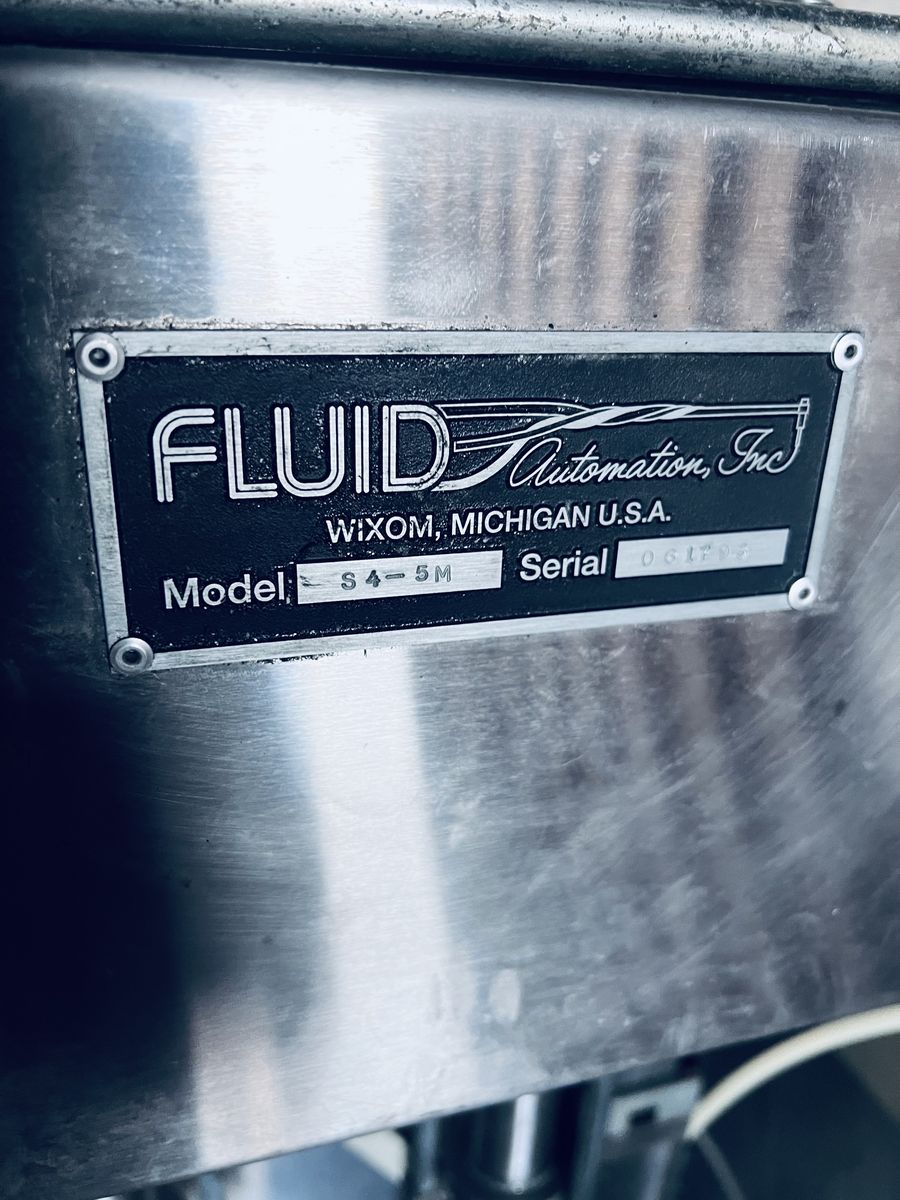 FLUID Automation, Inc
WIXOM, MICHIGAN U.S.A.
Model S4-5M Serial